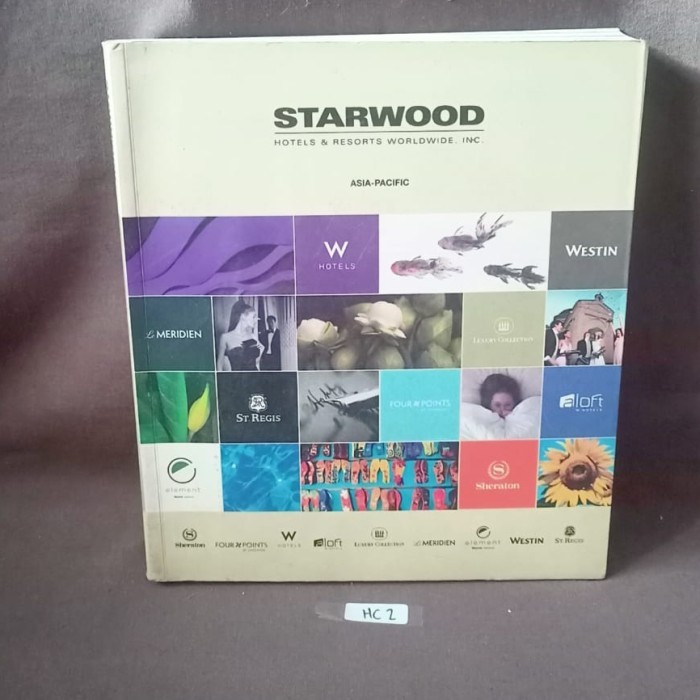 STARWOOD
HOTELS & RESORTS WORLDWIDE, INC.
ASIA-PACIFIC
W
HOTELS
WESTIN
Le MERIDIEN
LUXURY COLLECTION
ST. REGIS
FOUR POINTS
aloft
W HOTELS
element
Sheraton
Sheraton
FOUR POINTS
W
HOTELS
aloft
LUXURY COLLECTION
Le MERIDIEN
element
WESTIN
ST. REGIS
HC 2